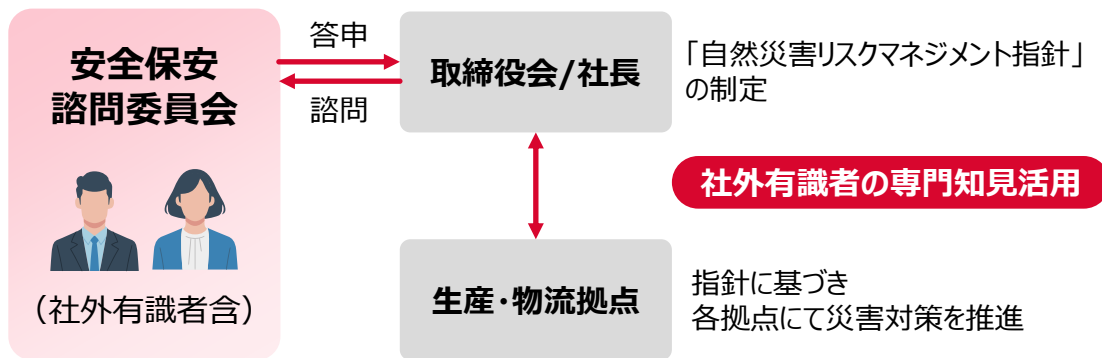 安全保安
諮問委員会
(社外有識者含)
答申
諮問
取締役会/社長
「自然災害リスクマネジメント指針」
の制定
社外有識者の専門知見活用
生産・物流拠点
指針に基づき
各拠点にて災害対策を推進